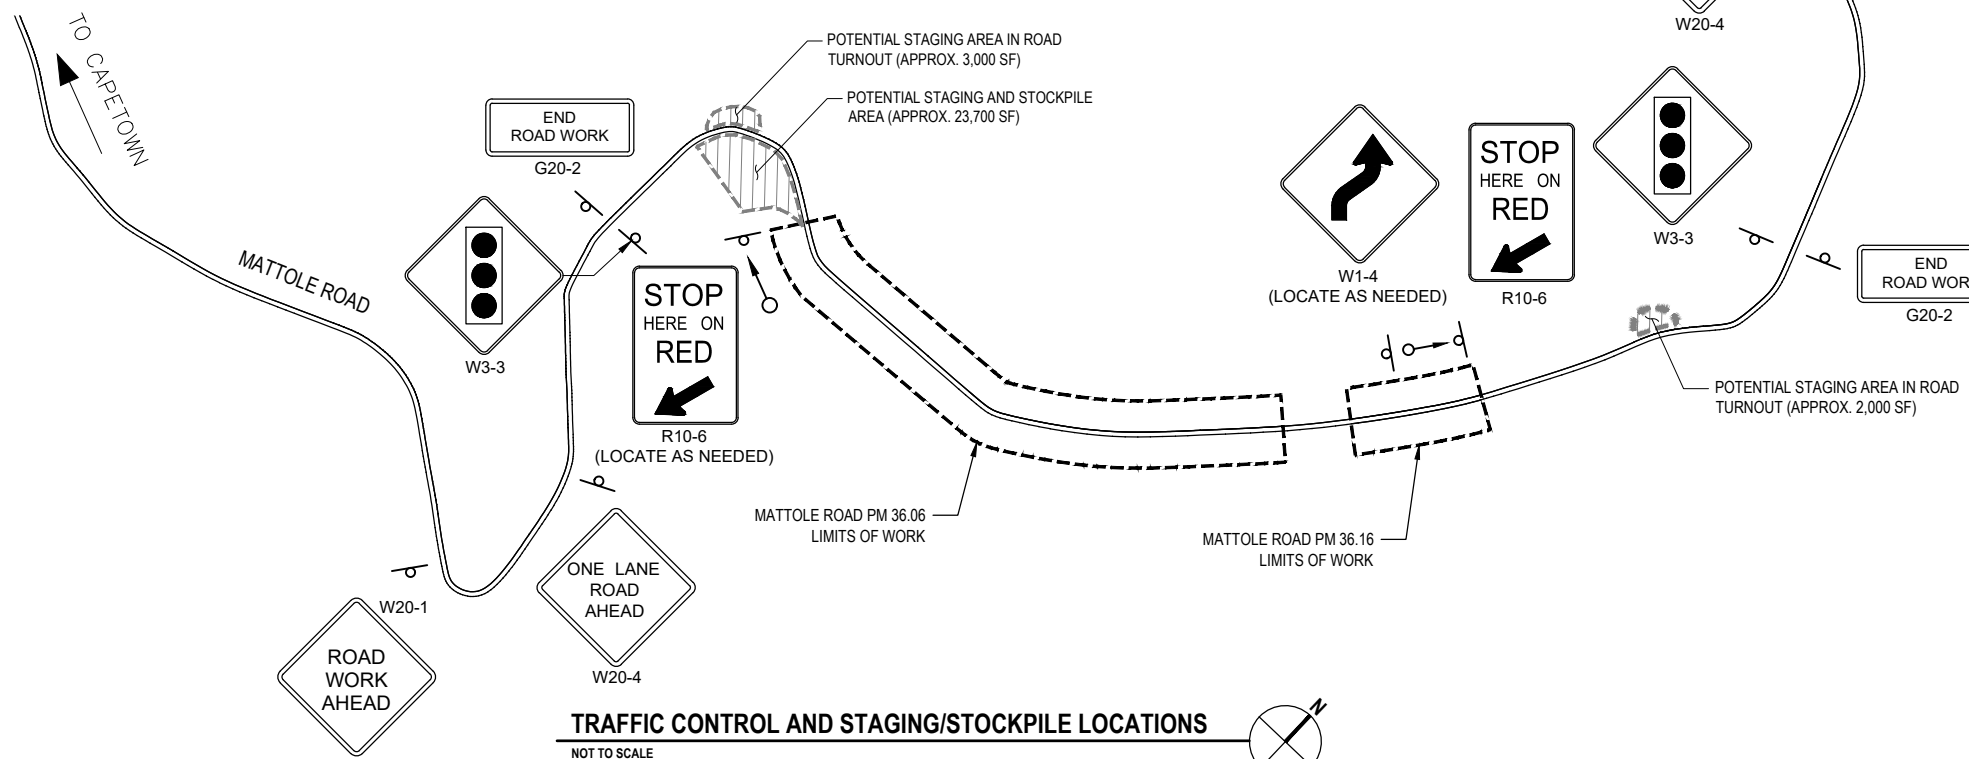 W20-4
TO CAPETOWN
POTENTIAL STAGING AREA IN ROAD
TURNOUT (APPROX. 3,000 SF)
POTENTIAL STAGING AND STOCKPILE
AREA (APPROX. 23,700 SF)
END
ROAD WORK
G20-2
MATTOLE ROAD
W3-3
STOP
HERE ON
RED
R10-6
(LOCATE AS NEEDED)
W1-4
(LOCATE AS NEEDED)
STOP
HERE ON
RED
R10-6
W3-3
END
ROAD WOR
G20-2
POTENTIAL STAGING AREA IN ROAD
TURNOUT (APPROX. 2,000 SF)
MATTOLE ROAD PM 36.06
LIMITS OF WORK
MATTOLE ROAD PM 36.16
LIMITS OF WORK
W20-1
ROAD
WORK
AHEAD
ONE LANE
ROAD
AHEAD
W20-4
TRAFFIC CONTROL AND STAGING/STOCKPILE LOCATIONS
NOT TO SCALE
N